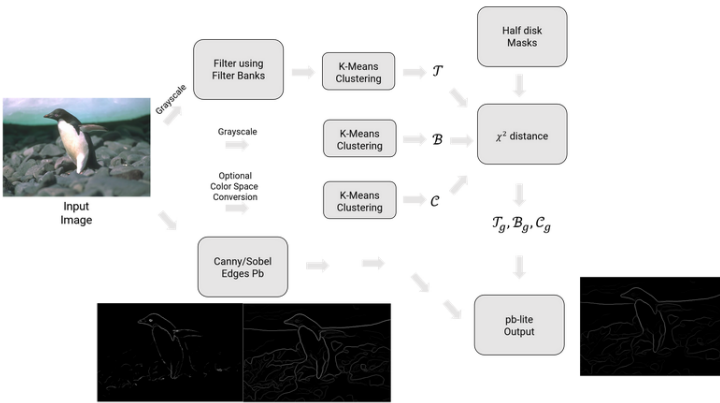 Half disk
Masks
Filter using
Filter Banks
K-Means
Clustering
𝒯
Grayscale
Grayscale
K-Means
Clustering
ℬ
χ² distance
Optional
Color Space
Conversion
K-Means
Clustering
𝒞
Input
Image
𝒯g, ℬg, 𝒞g
Canny/Sobel
Edges Pb
pb-lite
Output